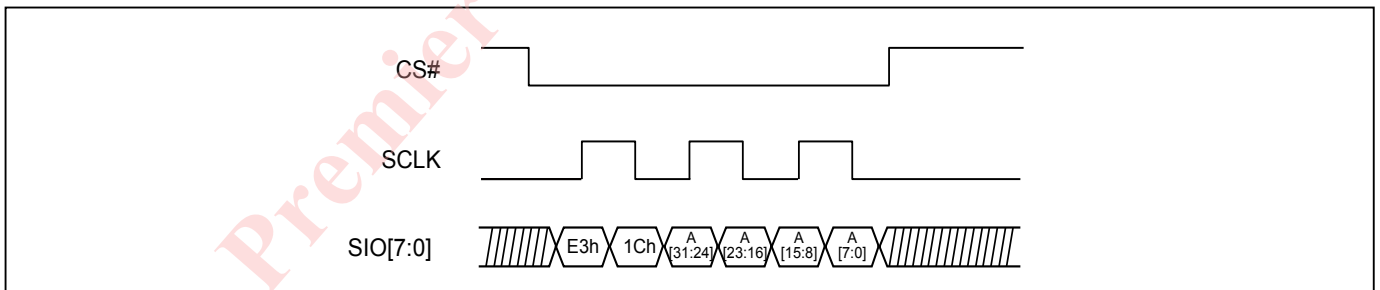 CS#
SCLK
SIO[7:0]
E3h 1Ch A [31:24] A [23:16] A [15:8] A [7:0]
Premier